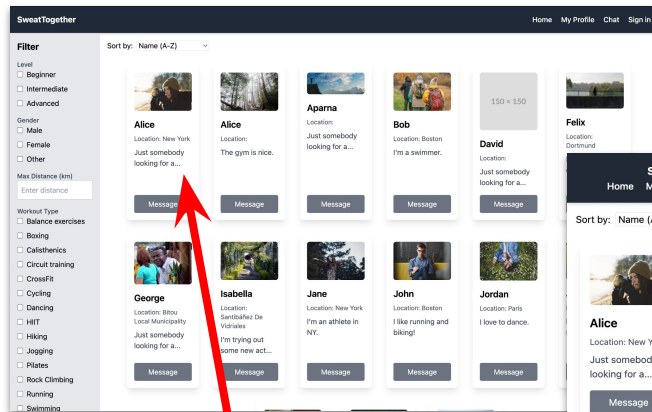 SweatTogether
Home My Profile Chat Sign in
Filter
Level
Beginner
Intermediate
Advanced
Gender
Male
Female
Other
Max Distance (km)
Enter distance
Workout Type
Balance exercises
Boxing
Calisthenics
Circuit training
CrossFit
Cycling
Dancing
HIIT
Hiking
Jogging
Pilates
Rock Climbing
Running
Swimming
Sort by: Name (A-Z)
Alice
Location: New York
Just somebody
looking for a...
Message
Alice
Location:
The gym is nice.
Message
Aparna
Location:
Just somebody
looking for a...
Message
Bob
Location: Boston
I'm a swimmer.
Message
150 × 150
David
Location:
Just somebody
looking for a...
Message
Felix
Location:
Dortmund
George
Location: Bitou
Local Municipality
Just somebody
looking for a...
Message
Isabella
Location:
Santibáñez De
Vidriales
I'm trying out
some new act...
Message
Jane
Location: New York
I'm an athlete in
NY.
Message
John
Location: Boston
I like running and
biking!
Message
Jordan
Location: Paris
I love to dance.
Message
Home
Sort by: Name
Alice
Location: New
Just
looking for a...
Message